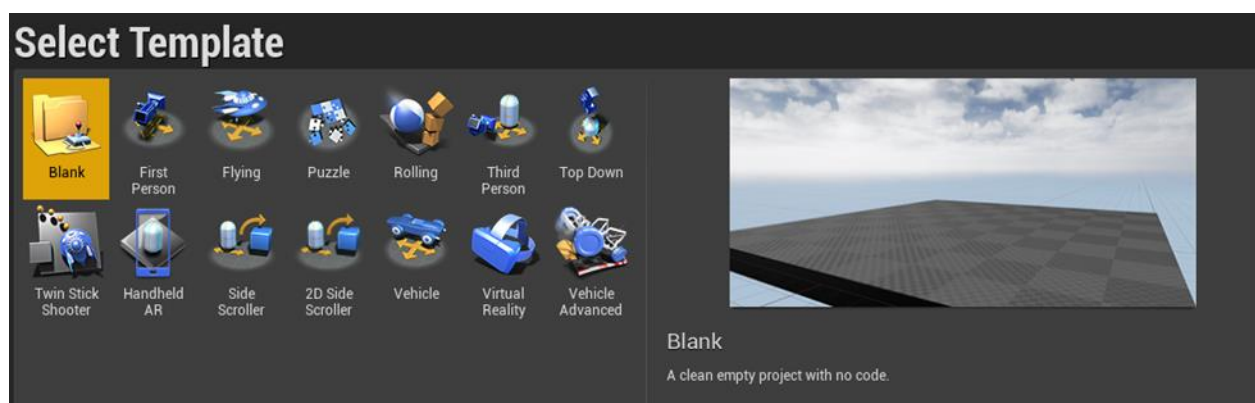 Select Template
Blank
First
Person
Flying
Puzzle
Rolling
Third
Person
Top Down
Twin Stick
Shooter
Handheld
AR
Side
Scroller
2D Side
Scroller
Vehicle
Virtual
Reality
Vehicle
Advanced
Blank
A clean empty project with no code.